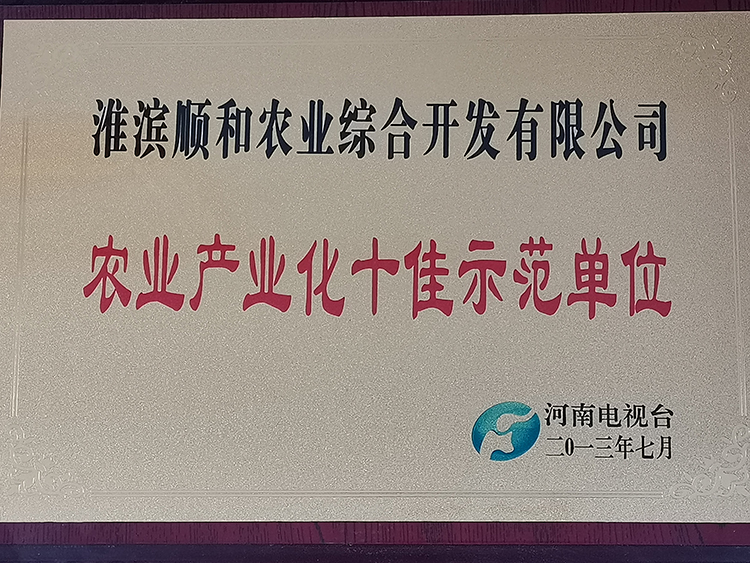 淮滨顺和农业综合开发有限公司
农业产业化十佳示范单位
河南电视台
二0一三年七月